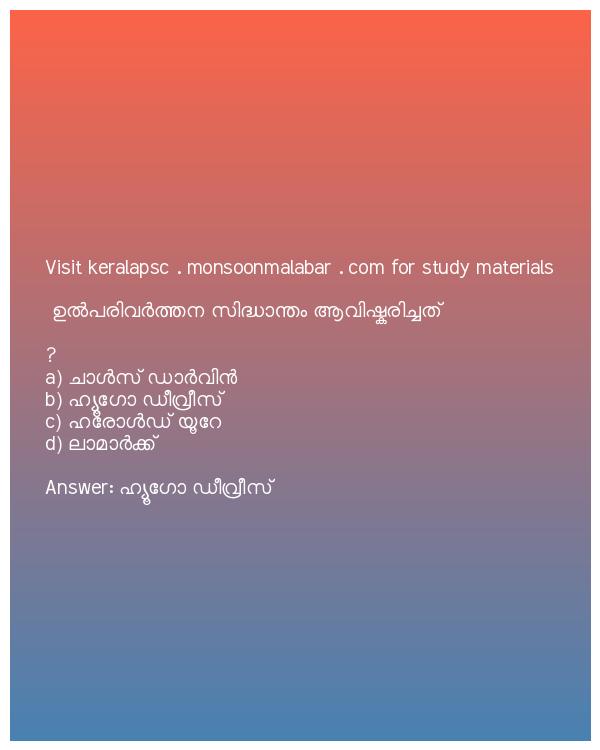 Visit keralapsc . monsoonmalabar . com for study materials
ഉൽപരിവർത്തന സിദ്ധാന്തം ആവിഷ്കരിച്ചത്
?
a) ചാൾസ് ഡാർവിൻ
b) ഹ്യൂഗോ ഡീവ്രീസ്
c) ഹരോൾഡ് യൂറേ
d) ലാമാർക്ക്
Answer: ഹ്യൂഗോ ഡീവ്രീസ്